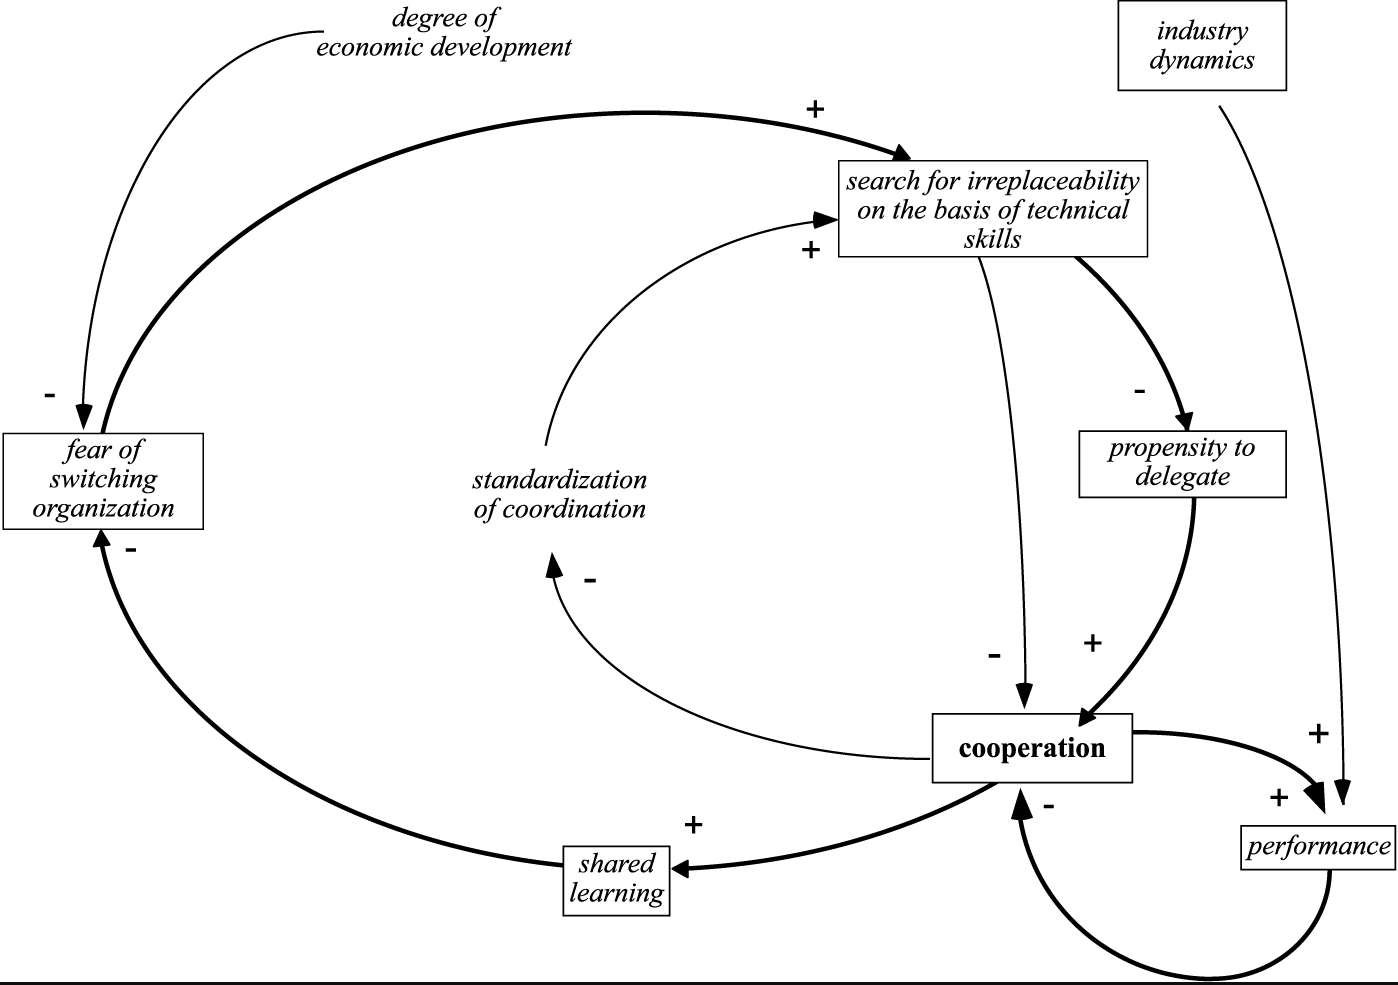 degree of
economic development
industry
dynamics
+
search for irreplaceability
on the basis of technical
skills
+
-
-
fear of
switching
organization
propensity to
delegate
standardization
of coordination
-
-
-
+
cooperation
+
+
-
+
shared
learning
performance